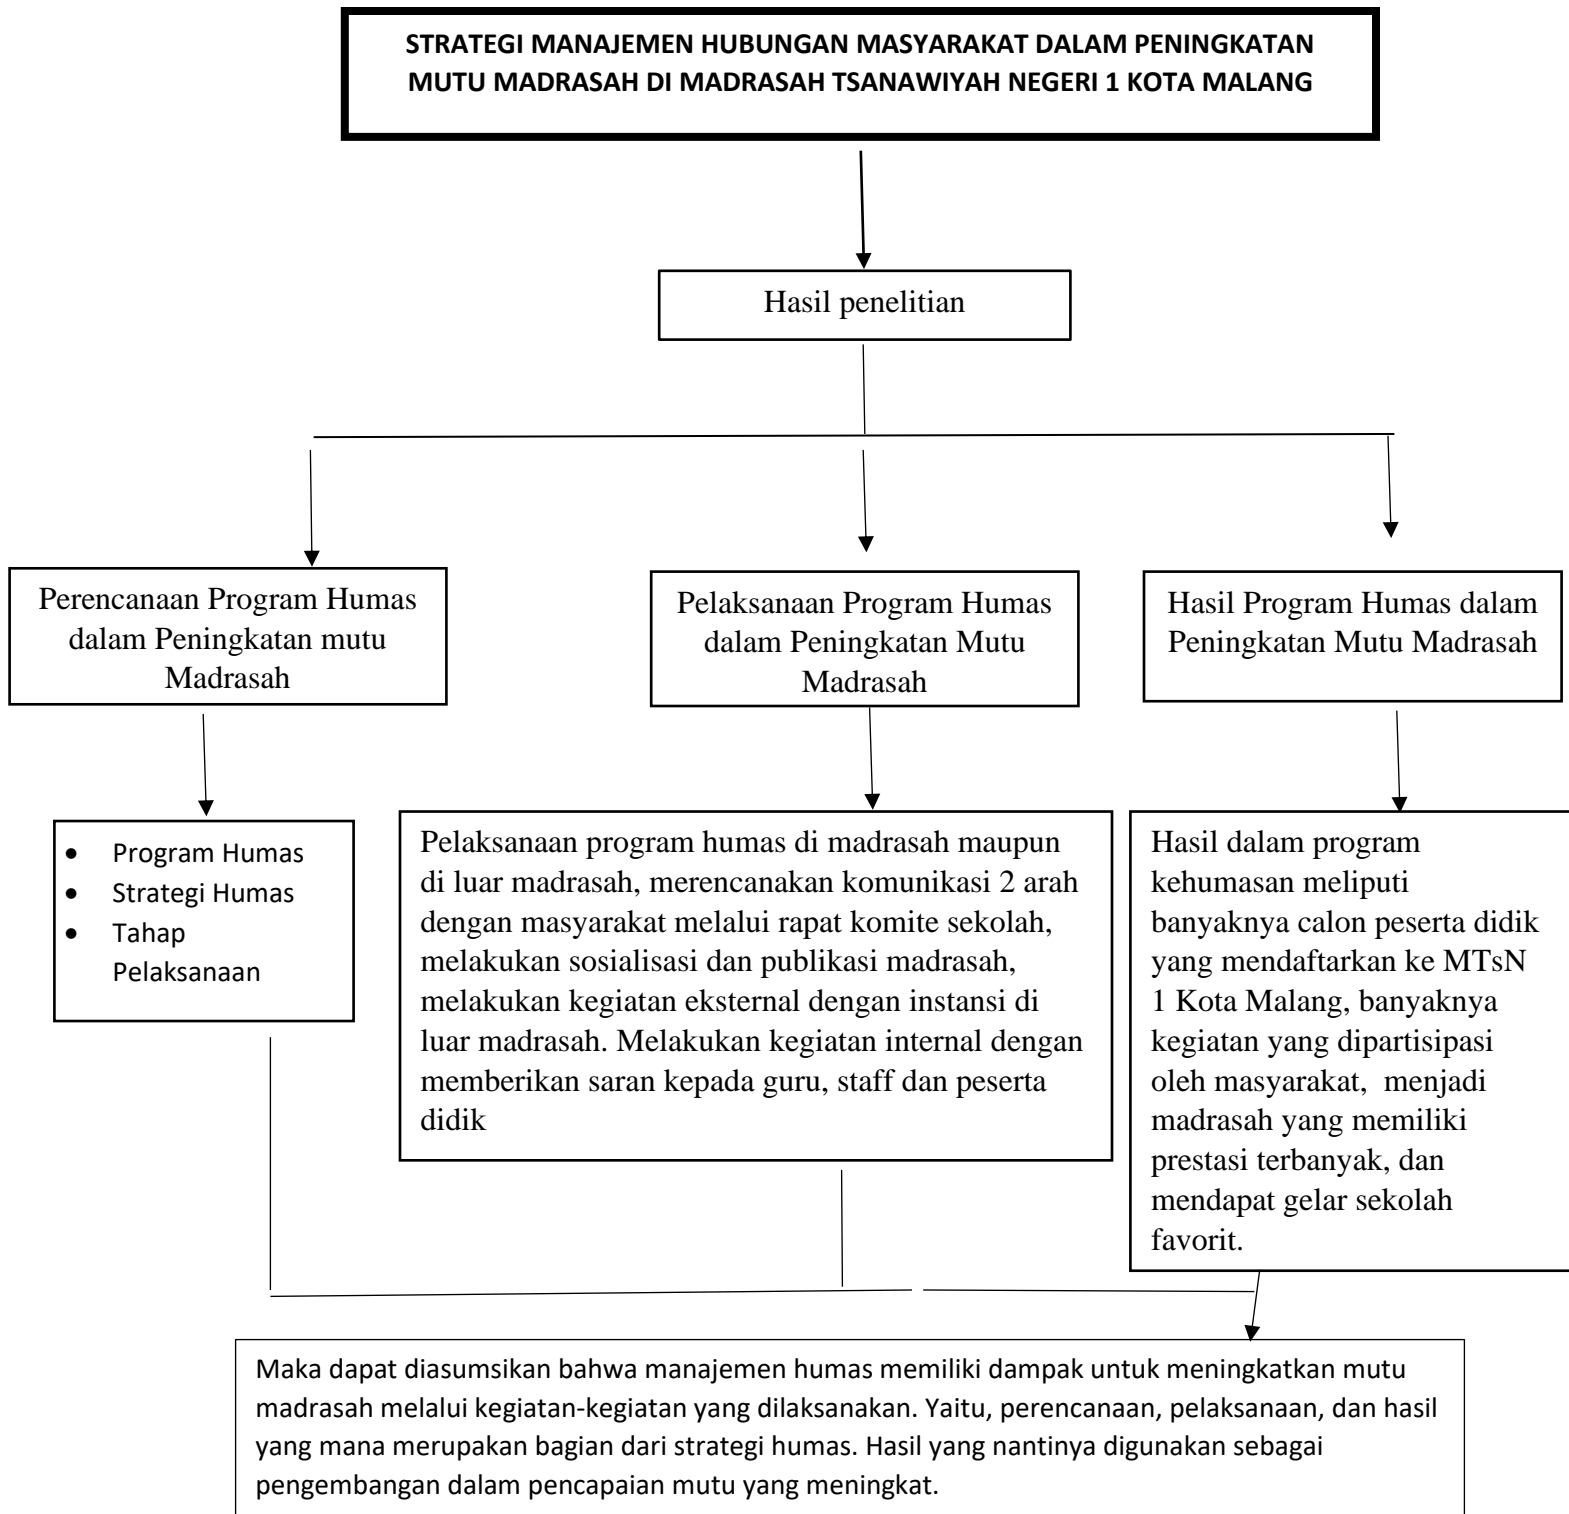 STRATEGI MANAJEMEN HUBUNGAN MASYARAKAT DALAM PENINGKATAN
MUTU MADRASAH DI MADRASAH TSANAWIYAH NEGERI 1 KOTA MALANG
Hasil penelitian
Perencanaan Program Humas
dalam Peningkatan mutu
Madrasah
Pelaksanaan Program Humas
dalam Peningkatan Mutu
Madrasah
Hasil Program Humas dalam
Peningkatan Mutu Madrasah
• Program Humas
• Strategi Humas
• Tahap
Pelaksanaan
Pelaksanaan program humas di madrasah maupun
di luar madrasah, merencanakan komunikasi 2 arah
dengan masyarakat melalui rapat komite sekolah,
melakukan sosialisasi dan publikasi madrasah,
melakukan kegiatan eksternal dengan instansi di
luar madrasah. Melakukan kegiatan internal dengan
memberikan saran kepada guru, staff dan peserta
didik
Hasil dalam program
kehumasan meliputi
banyaknya calon peserta didik
yang mendaftarkan ke MTsN
1 Kota Malang, banyaknya
kegiatan yang dipartisipasi
oleh masyarakat,  menjadi
madrasah yang memiliki
prestasi terbanyak, dan
mendapat gelar sekolah
favorit.
Maka dapat diasumsikan bahwa manajemen humas memiliki dampak untuk meningkatkan mutu
madrasah melalui kegiatan-kegiatan yang dilaksanakan. Yaitu, perencanaan, pelaksanaan, dan hasil
yang mana merupakan bagian dari strategi humas. Hasil yang nantinya digunakan sebagai
pengembangan dalam pencapaian mutu yang meningkat.